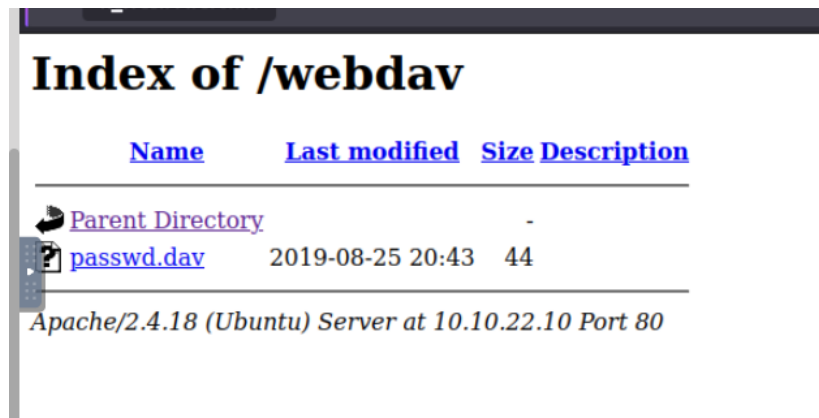 Index of /webdav
Name Last modified Size Description
Parent Directory -
passwd.dav 2019-08-25 20:43 44
Apache/2.4.18 (Ubuntu) Server at 10.10.22.10 Port 80